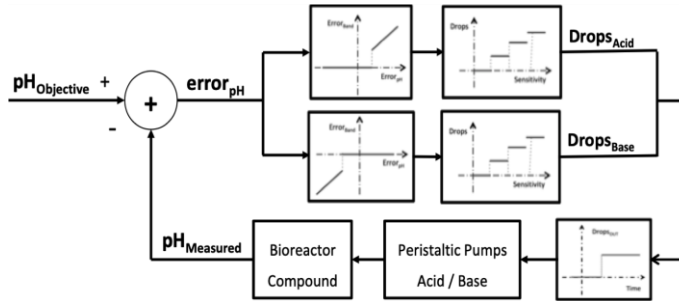 pH_Objective
+
-
+
error_pH
Error_Band
Error_pH
Drops
Sensitivity
Drops_Acid
Error_Band
Error_pH
Drops
Sensitivity
Drops_Base
pH_Measured
Bioreactor
Compound
Peristaltic Pumps
Acid / Base
Time